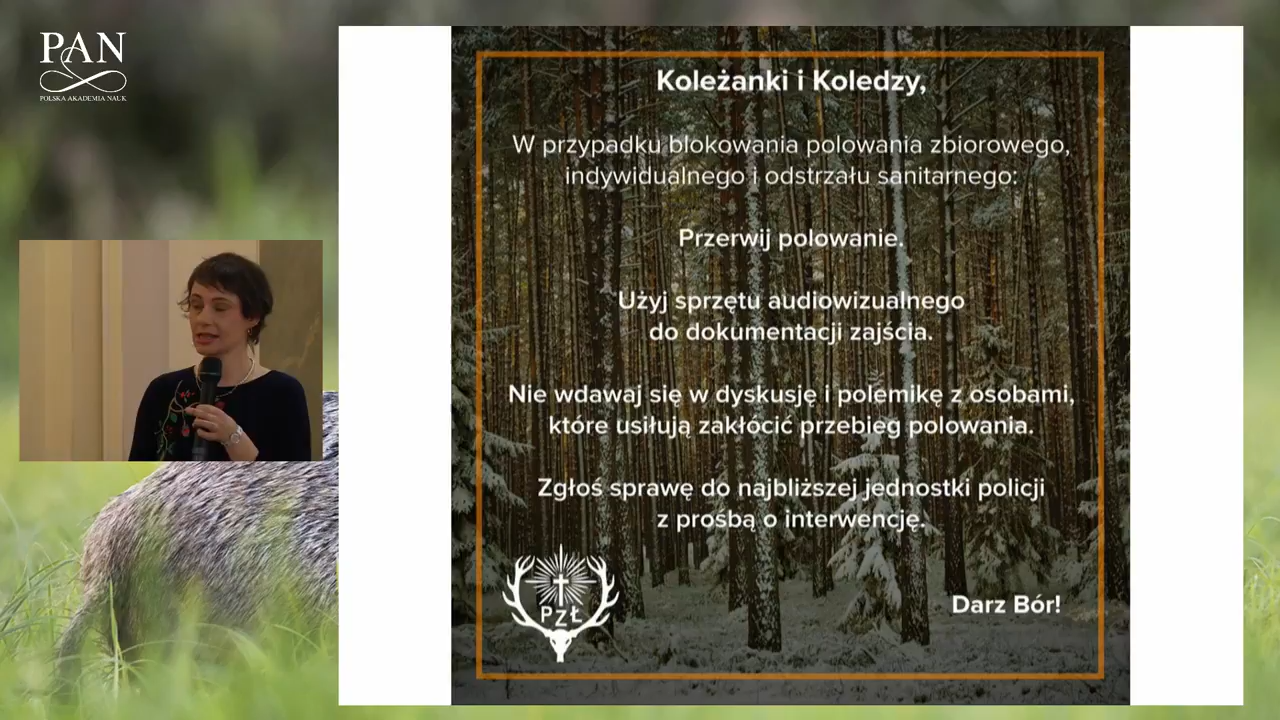 PAN
POLSKA AKADEMIA NAUK
Koleżanki i Koledzy,
W przypadku blokowania polowania zbiorowego,
indywidualnego i odstrzału sanitarnego:
Przerwij polowanie.
Użyj sprzętu audiowizualnego
do dokumentacji zajścia.
Nie wdawaj się w dyskusję i polemikę z osobami,
które usiłują zakłócić przebieg polowania.
Zgłoś sprawę do najbliższej jednostki policji
z prośbą o interwencję.
PZŁ
Darz Bór!